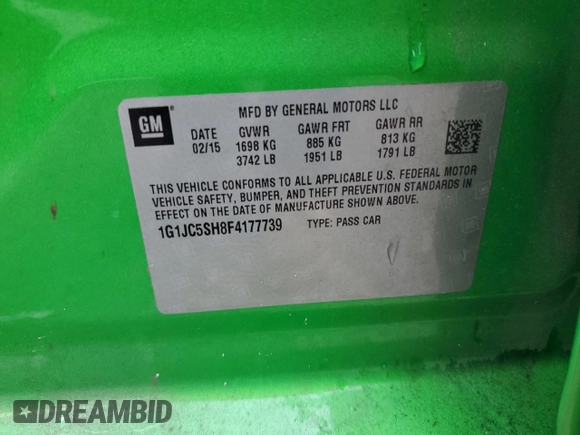 GM
MFD BY GENERAL MOTORS LLC
DATE GVWR GAWR FRT GAWR RR
02/15 1698 KG 885 KG 813 KG
3742 LB 1951 LB 1791 LB
THIS VEHICLE CONFORMS TO ALL APPLICABLE U.S. FEDERAL MOTOR
VEHICLE SAFETY, BUMPER, AND THEFT PREVENTION STANDARDS IN
EFFECT ON THE DATE OF MANUFACTURE SHOWN ABOVE.
1G1JC5SH8F4177739 TYPE: PASS CAR
DREAMBID